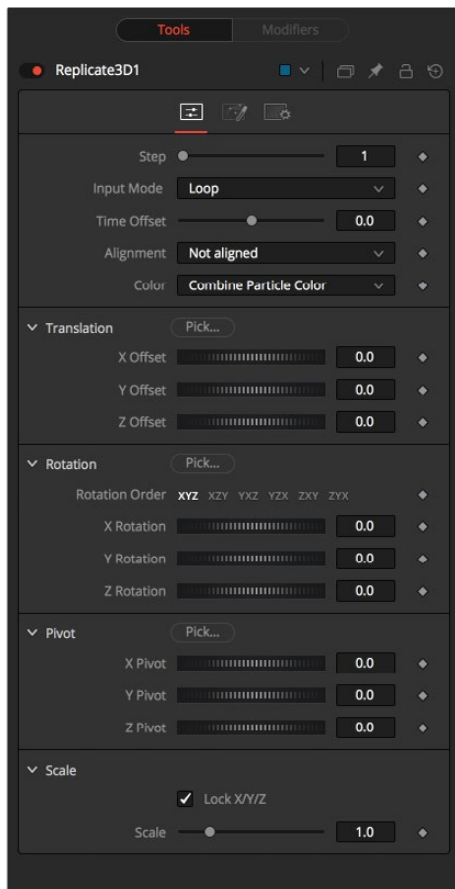 Tools Modifiers
Replicate3D1
Step 1
Input Mode Loop
Time Offset 0.0
Alignment Not aligned
Color Combine Particle Color
Translation Pick...
X Offset 0.0
Y Offset 0.0
Z Offset 0.0
Rotation Pick...
Rotation Order XYZ XZY YXZ YZX ZXY ZYX
X Rotation 0.0
Y Rotation 0.0
Z Rotation 0.0
Pivot Pick...
X Pivot 0.0
Y Pivot 0.0
Z Pivot 0.0
Scale
Lock X/Y/Z
Scale 1.0